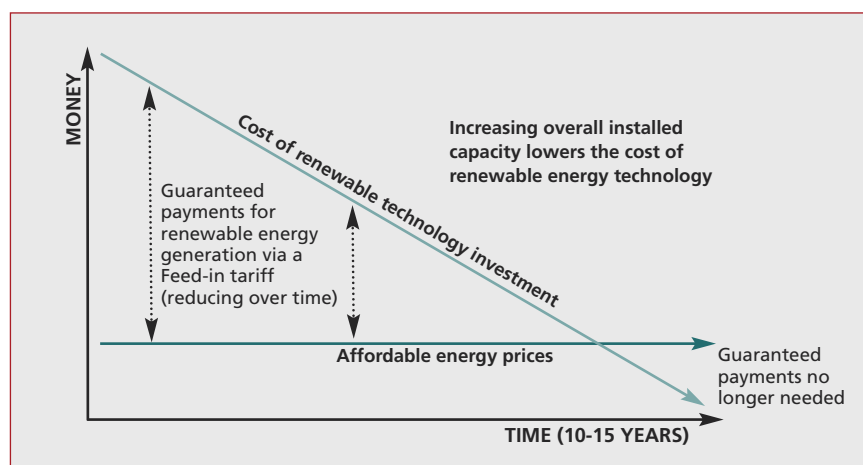 MONEY
Cost of renewable technology investment
Increasing overall installed
capacity lowers the cost of
renewable energy technology
Guaranteed
payments for
renewable energy
generation via a
Feed-in tariff
(reducing over time)
Affordable energy prices
Guaranteed
payments no
longer needed
TIME (10-15 YEARS)